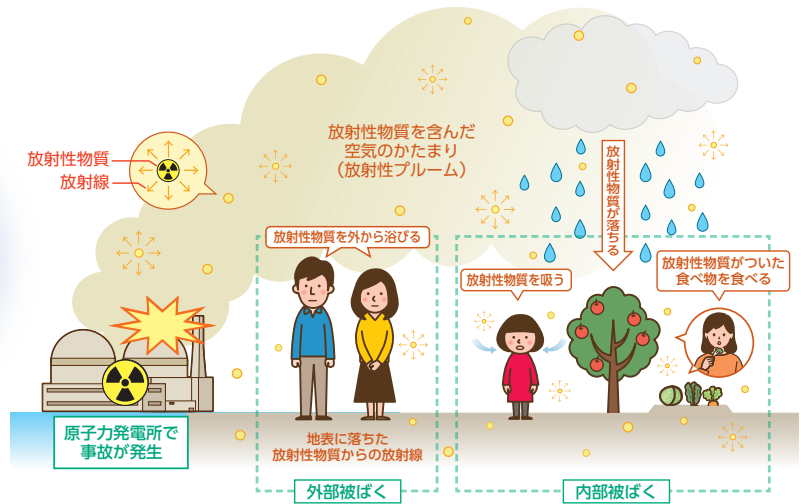 放射性物質を含んだ
空気のかたまり
（放射性プルーム）
放射性物質
放射線
放射性物質が落ちる
放射性物質を外から浴びる
放射性物質を吸う
放射性物質がついた
食べ物を食べる
原子力発電所で
事故が発生
地表に落ちた
放射性物質からの放射線
外部被ばく
内部被ばく